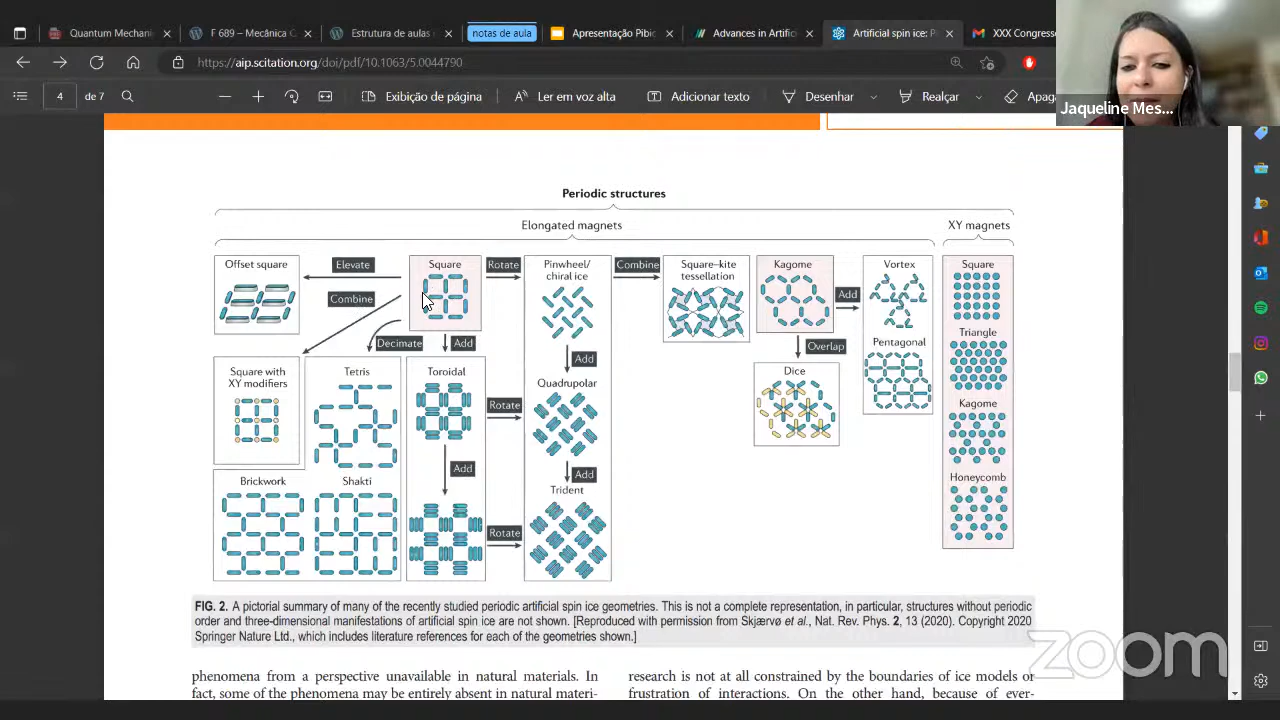 Quantum Mechani
F 689 – Mecânica Q
Estrutura de aulas
notas de aula
Apresentação Pibic
Advances in Artific
Artificial spin ice: P
XXX Congresso
https://aip.scitation.org/doi/pdf/10.1063/5.0044790
4 de 7
Exibição de página
Ler em voz alta
Adicionar texto
Desenhar
Realçar
Apaga
Jaqueline Mes...
Periodic structures
Elongated magnets
XY magnets
Offset square
Elevate
Square
Rotate
Pinwheel/
chiral ice
Combine
Square–kite
tessellation
Kagome
Add
Vortex
Square
Combine
Decimate
Add
Overlap
Triangle
Square with
XY modifiers
Tetris
Toroidal
Add
Quadrupolar
Dice
Pentagonal
Rotate
Kagome
Add
Add
Trident
Brickwork
Shakti
Rotate
Honeycomb
FIG. 2. A pictorial summary of many of the recently studied periodic artificial spin ice geometries. This is not a complete representation, in particular, structures without periodic
order and three-dimensional manifestations of artificial spin ice are not shown. [Reproduced with permission from Skjærvø et al., Nat. Rev. Phys. 2, 13 (2020). Copyright 2020
Springer Nature Ltd., which includes literature references for each of the geometries shown.]
zoom
phenomena from a perspective unavailable in natural materials. In
fact, some of the phenomena may be entirely absent in natural materi-
research is not at all constrained by the boundaries of ice models or
frustration of interactions. On the other hand, because of ever-